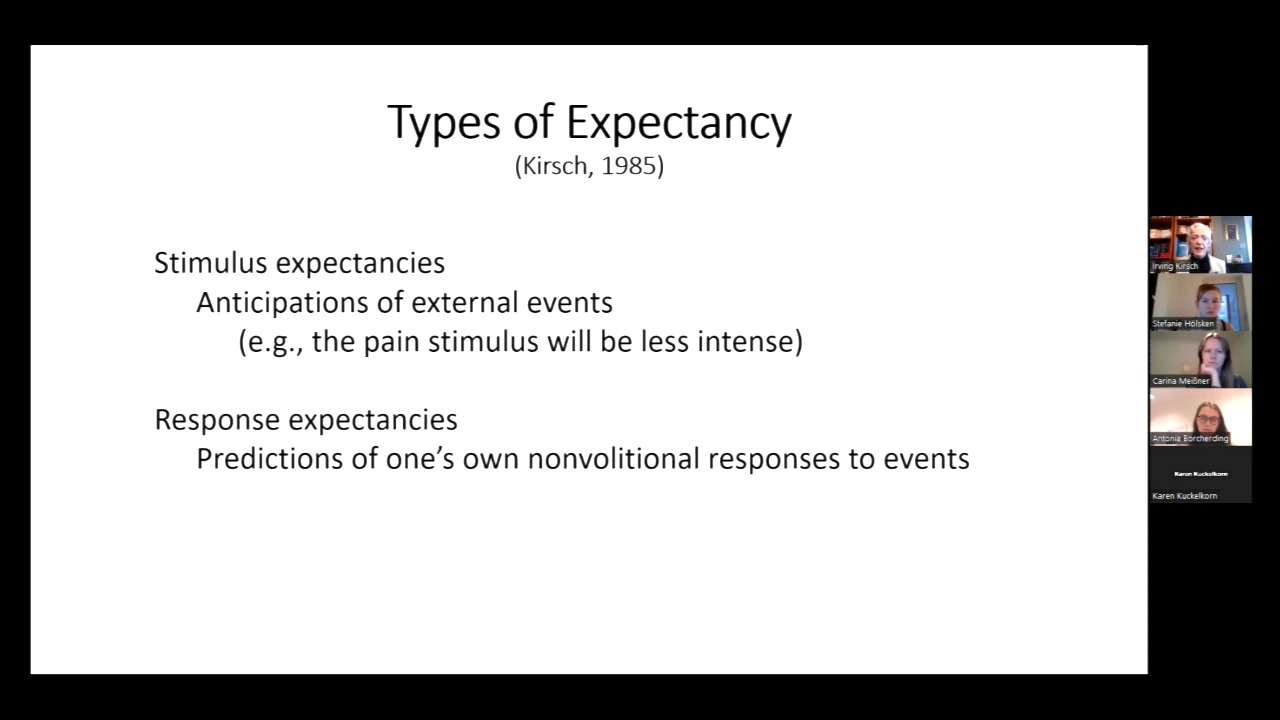 Types of Expectancy
(Kirsch, 1985)
Stimulus expectancies
Anticipations of external events
(e.g., the pain stimulus will be less intense)
Response expectancies
Predictions of one’s own nonvolitional responses to events
Irving Kirsch
Stefanie Hölsken
Carina Meißner
Antonia Borcherding
Karen Kuckelkorn
Karen Kuckelkorn